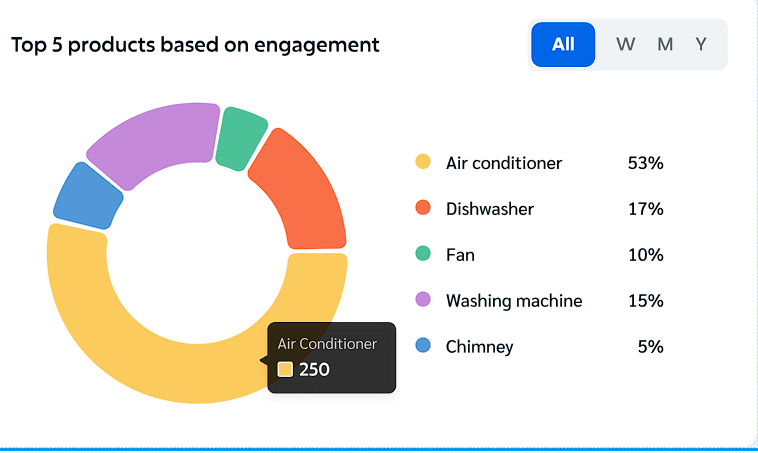 Top 5 products based on engagement
All W M Y
Air conditioner 53%
Dishwasher 17%
Fan 10%
Washing machine 15%
Chimney 5%
Air Conditioner
250